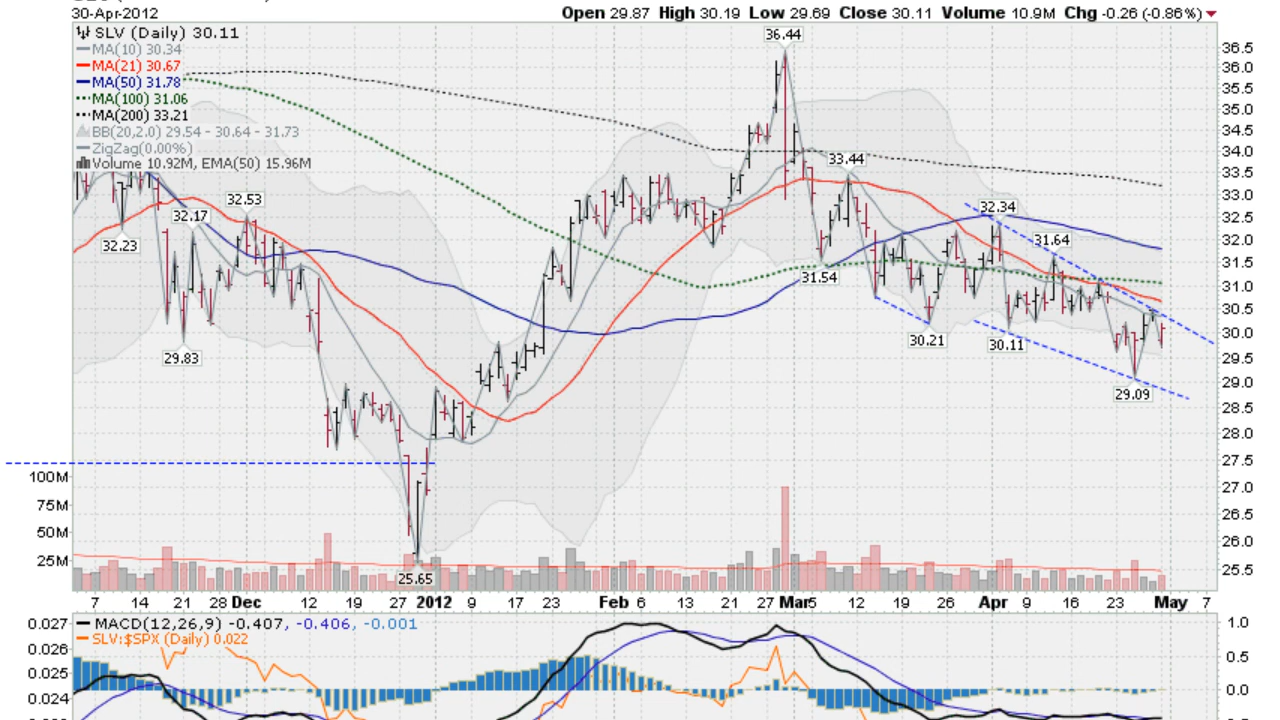 30-Apr-2012
Open 29.87 High 30.19 Low 29.69 Close 30.11 Volume 10.9M Chg -0.26 (-0.86%)
SLV (Daily) 30.11
MA(10) 30.34
MA(21) 30.67
MA(50) 31.78
MA(100) 31.06
MA(200) 33.21
BB(20,2.0) 29.54 - 30.64 - 31.73
ZigZag(0.00%)
Volume 10.92M, EMA(50) 15.96M
36.44
33.44
32.53
32.17
32.23
32.34
31.64
31.54
30.21
30.11
29.83
29.09
25.65
36.5
36.0
35.5
35.0
34.5
34.0
33.5
33.0
32.5
32.0
31.5
31.0
30.5
30.0
29.5
29.0
28.5
28.0
27.5
27.0
26.5
26.0
25.5
100M
75M
50M
25M
7 14 21 28 Dec 12 19 27 2012 9 17 23 Feb 6 13 21 27 Mar 5 12 19 26 Apr 9 16 23 May 7
MACD(12,26,9) -0.407, -0.406, -0.001
SLV:$SPX (Daily) 0.022
0.027
0.026
0.025
0.024
1.0
0.5
0.0